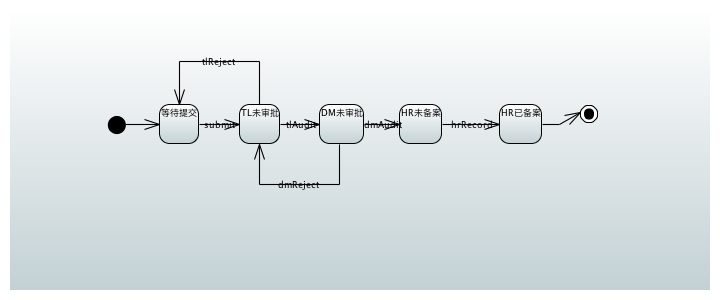 tlReject
等待提交
TL未审批
DM未审批
HR未备案
HR已备案
submit
tlAudit
dmAudit
hrRecord
dmReject